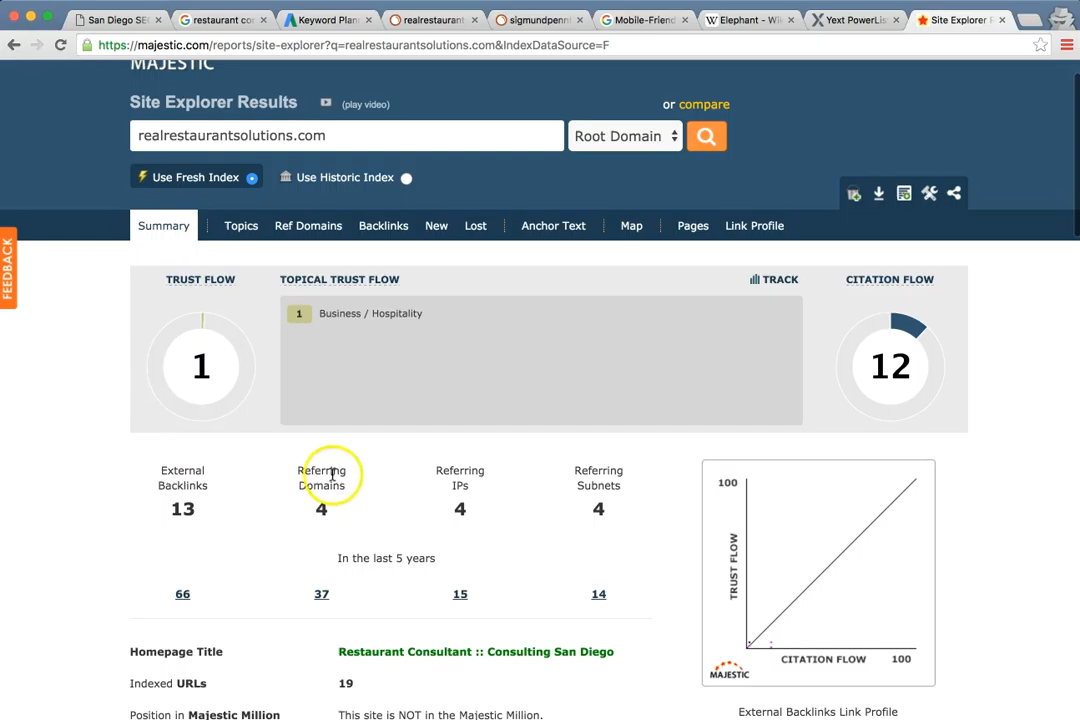 San Diego SE
restaurant co
Keyword Plan
realrestauran
sigmundpenn
Mobile-Friend
Elephant - Wi
Yext PowerLis
Site Explorer
https://majestic.com/reports/site-explorer?q=realrestaurantsolutions.com&IndexDataSource=F
MAJESTIC
Site Explorer Results (play video) or compare
realrestaurantsolutions.com Root Domain
Use Fresh Index Use Historic Index
Summary Topics Ref Domains Backlinks New Lost Anchor Text Map Pages Link Profile
FEEDBACK
TRUST FLOW TOPICAL TRUST FLOW TRACK CITATION FLOW
1 Business / Hospitality
1 12
External Backlinks
13
Referring Domains
4
Referring IPs
4
Referring Subnets
4
In the last 5 years
66 37 15 14
100
TRUST FLOW
CITATION FLOW 100
MAJESTIC
External Backlinks Link Profile
Homepage Title Restaurant Consultant :: Consulting San Diego
Indexed URLs 19
Position in Majestic Million This site is NOT in the Majestic Million.